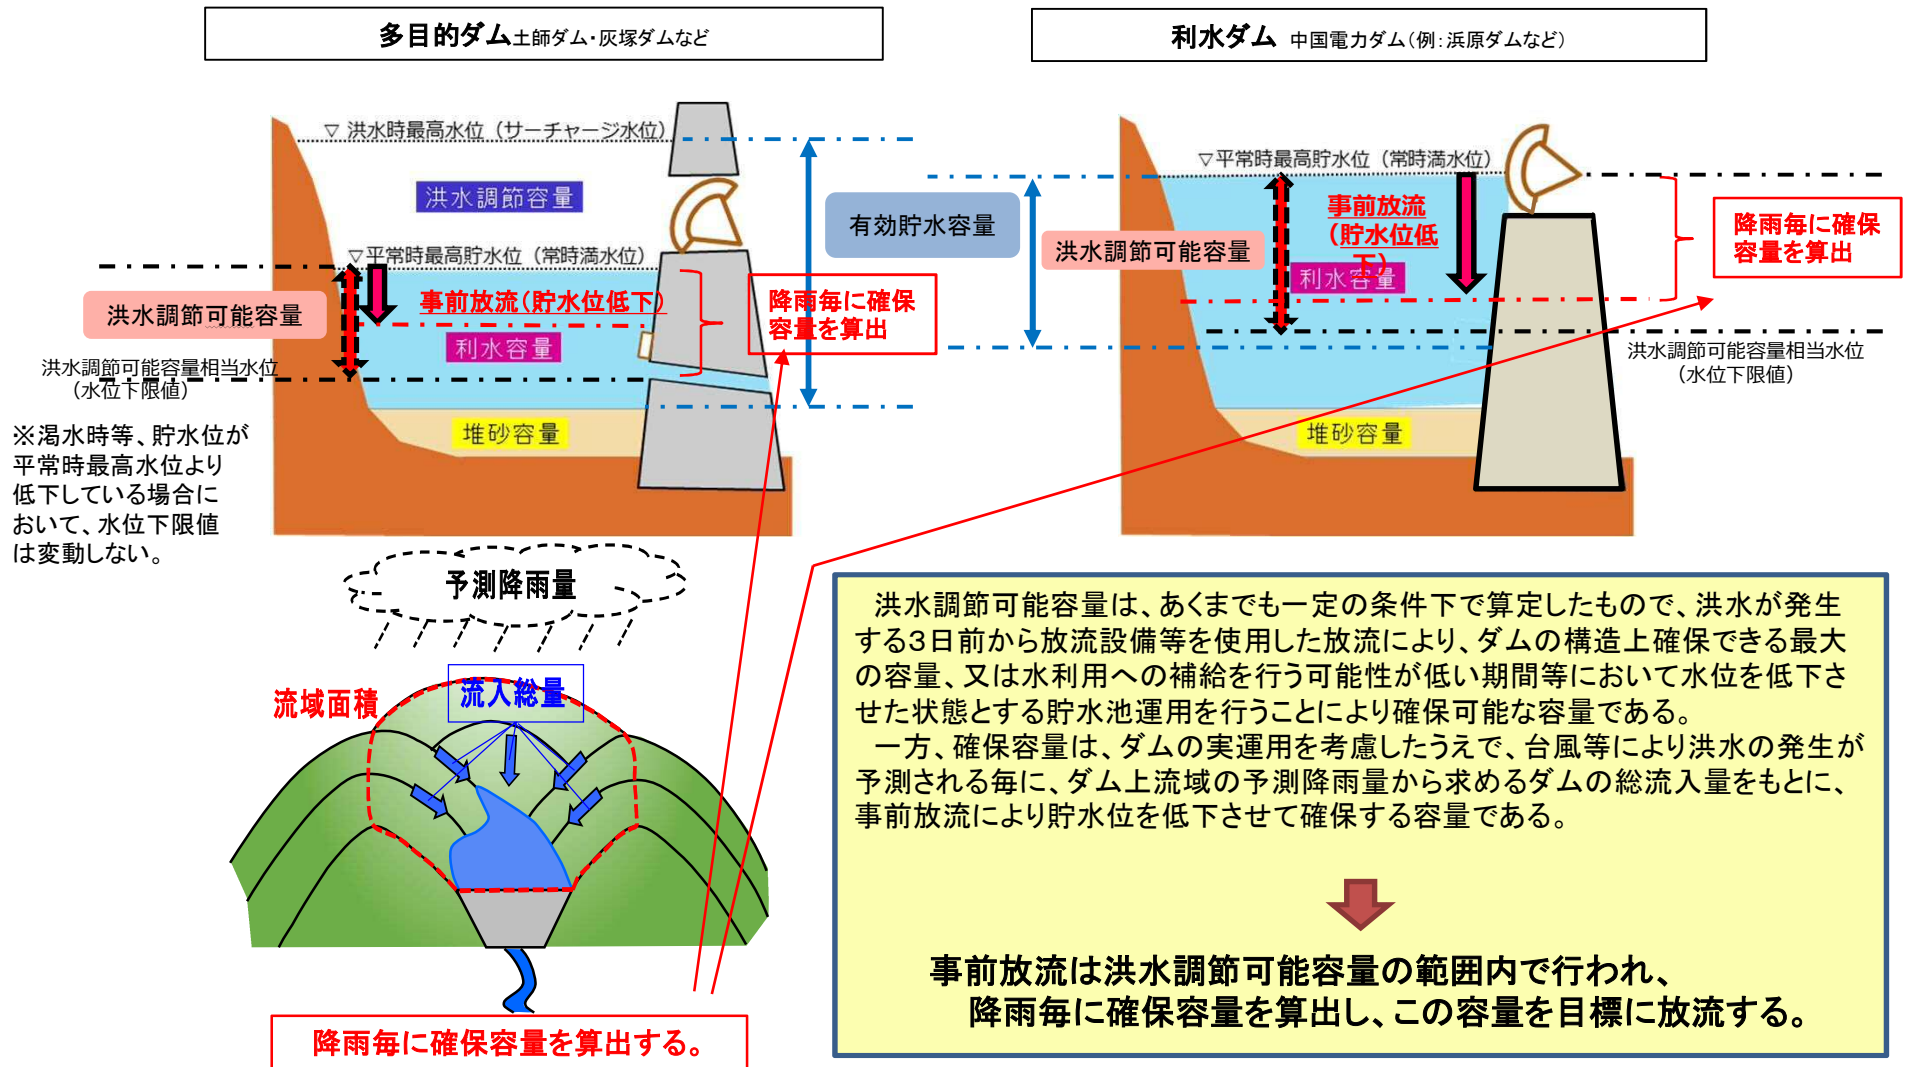 多目的ダム土師ダム・灰塚ダムなど
▽ 洪水時最高水位（サーチャージ水位）
洪水調節容量
▽平常時最高貯水位（常時満水位）
洪水調節可能容量
事前放流（貯水位低下）
利水容量
降雨毎に確保
容量を算出
洪水調節可能容量相当水位
（水位下限値）
堆砂容量
※渇水時等、貯水位が
平常時最高水位より
低下している場合に
おいて、水位下限値
は変動しない。
有効貯水容量
利水ダム 中国電力ダム（例：浜原ダムなど）
▽平常時最高貯水位（常時満水位）
洪水調節可能容量
事前放流
（貯水位低
下）
利水容量
降雨毎に確保
容量を算出
洪水調節可能容量相当水位
（水位下限値）
堆砂容量
予測降雨量
流域面積
流入総量
降雨毎に確保容量を算出する。
洪水調節可能容量は、あくまでも一定の条件下で算定したもので、洪水が発生
する３日前から放流設備等を使用した放流により、ダムの構造上確保できる最大
の容量、又は水利用への補給を行う可能性が低い期間等において水位を低下さ
せた状態とする貯水池運用を行うことにより確保可能な容量である。
一方、確保容量は、ダムの実運用を考慮したうえで、台風等により洪水の発生が
予測される毎に、ダム上流域の予測降雨量から求めるダムの総流入量をもとに、
事前放流により貯水位を低下させて確保する容量である。
事前放流は洪水調節可能容量の範囲内で行われ、
降雨毎に確保容量を算出し、この容量を目標に放流する。